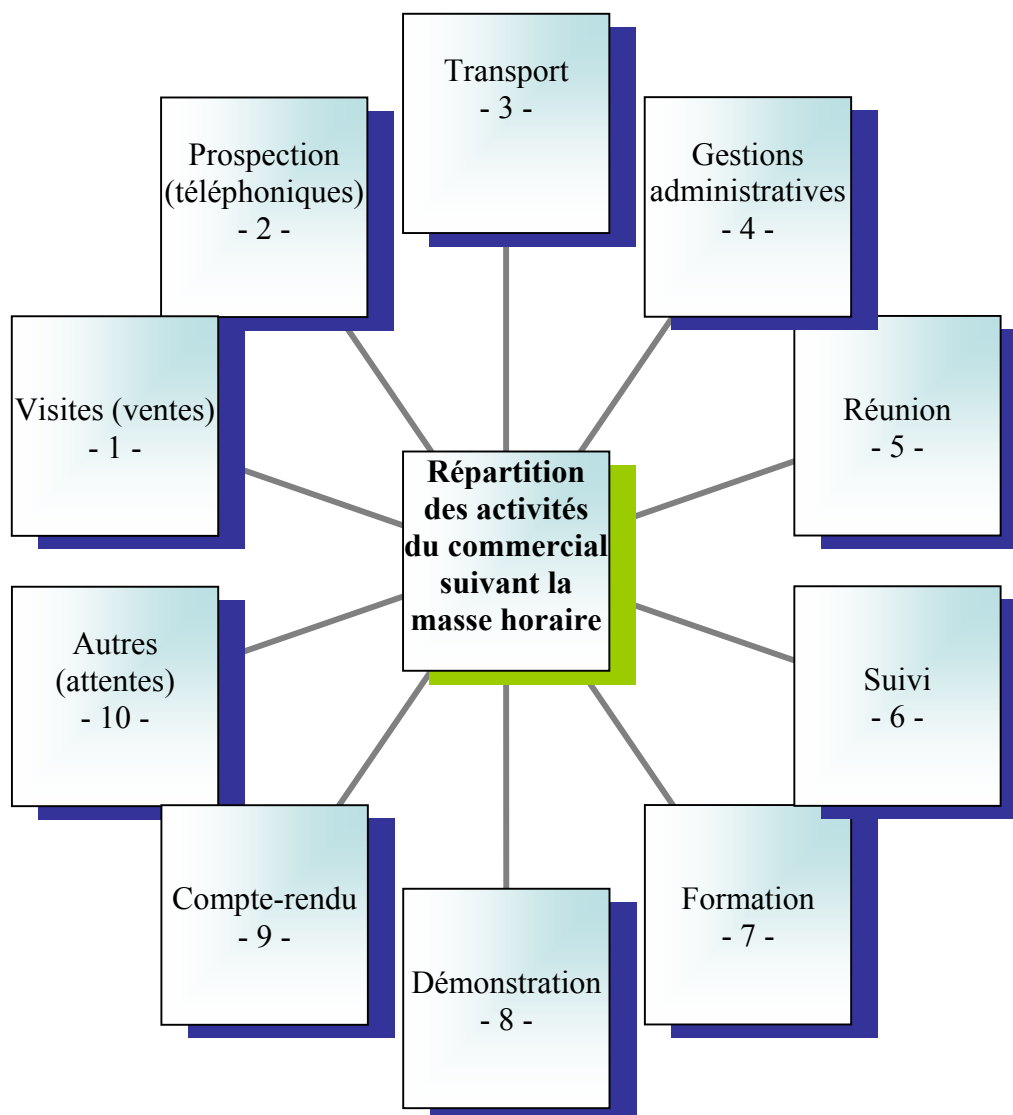 Transport
- 3 -
Prospection
(téléphoniques)
- 2 -
Gestions
administratives
- 4 -
Visites (ventes)
- 1 -
Réunion
- 5 -
Répartition
des activités
du commercial
suivant la
masse horaire
Autres
(attentes)
- 10 -
Suivi
- 6 -
Compte-rendu
- 9 -
Formation
- 7 -
Démonstration
- 8 -